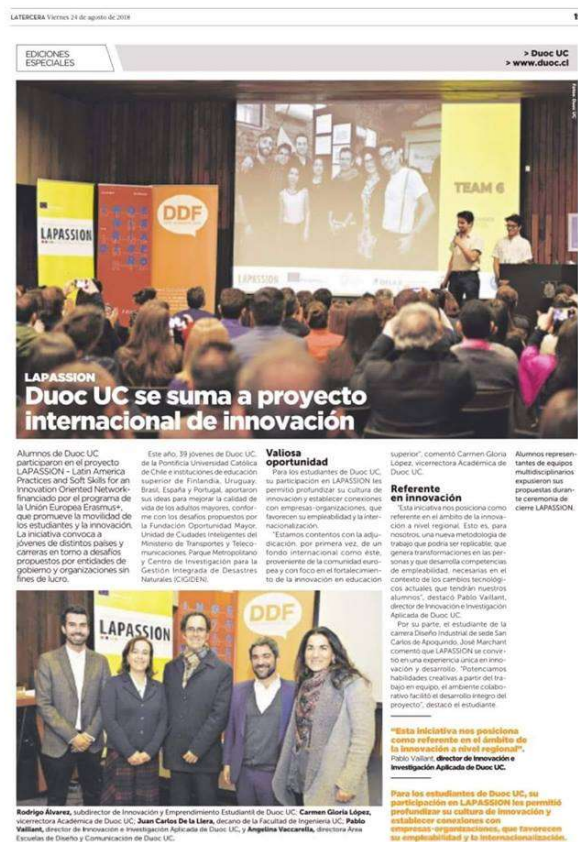 LATERCERA Viernes 24 de agosto de 2018
EDICIONES
ESPECIALES
> Duoc UC
> www.duoc.cl
TEAM 6
LAPASSION
DDF
LAPASSION
LAPASSION
Duoc UC se suma a proyecto
internacional de innovación
Alumnos de Duoc UC
participaron en el proyecto
LAPASSION - Latin America
Practices and Soft Skills for an
Innovation Oriented Network-
financiado por el programa de
la Unión Europea Erasmus+,
que promueve la movilidad de
los estudiantes y la innovación.
La iniciativa convoca a
jóvenes de distintos países y
carreras en torno a desafíos
propuestos por entidades de
gobierno y organizaciones sin
fines de lucro.
Este año, 39 jóvenes de Duoc UC,
de la Pontificia Universidad Católica
de Chile e instituciones de educación
superior de Finlandia, Uruguay,
Brasil, España y Portugal, aportaron
sus ideas para mejorar la calidad de
vida de los adultos mayores, confor-
me con los desafíos propuestos por
la Fundación Oportunidad Mayor,
Unidad de Ciudades Inteligentes del
Ministerio de Transportes y Teleco-
municaciones, Parque Metropolitano
y Centro de Investigación para la
Gestión Integrada de Desastres
Naturales (CIGIDEN).
Valiosa
oportunidad
Para los estudiantes de Duoc UC,
su participación en LAPASSION les
permitió profundizar su cultura de
innovación y establecer conexiones
con empresas-organizaciones, que
favorecen su empleabilidad y la inter-
nacionalización.
"Estamos contentos con la adju-
dicación, por primera vez, de un
fondo internacional como éste,
proveniente de la comunidad euro-
pea y con foco en el fortalecimien-
to de la innovación en educación
superior", comentó Carmen Gloria
López, vicerrectora Académica de
Duoc UC.
Referente
en innovación
"Esta iniciativa nos posiciona como
referente en el ámbito de la innova-
ción a nivel regional. Esto es, para
nosotros, una nueva metodología de
trabajo que podría ser replicable, que
genera transformaciones en las per-
sonas y que desarrolla competencias
de empleabilidad, necesarias en el
contexto de los cambios tecnológi-
cos actuales que tendrán nuestros
alumnos", destacó Pablo Vaillant,
director de Innovación e Investigación
Aplicada de Duoc UC.
Por su parte, el estudiante de la
carrera Diseño Industrial de sede San
Carlos de Apoquindo, José Marchant
comentó que LAPASSION se convir-
tió en una experiencia única en inno-
vación y desarrollo. "Potenciamos
habilidades creativas a partir del tra-
bajo en equipo, el ambiente colabo-
rativo facilitó el desarrollo integro del
proyecto", destacó el estudiante.
Alumnos represen-
tantes de equipos
multidisciplinarios
expusieron sus
propuestas duran-
te ceremonia de
cierre LAPASSION.
LAPASSION
DDF
"Esta iniciativa nos posiciona
como referente en el ámbito de
la innovación a nivel regional".
Pablo Vaillant, director de Innovación e
Investigación Aplicada de Duoc UC.
Para los estudiantes de Duoc UC, su
participación en LAPASSION les permitió
profundizar su cultura de innovación y
establecer conexiones con
empresas-organizaciones, que favorecen
su empleabilidad y la internacionalización.
Rodrigo Álvarez, subdirector de Innovación y Emprendimiento Estudiantil de Duoc UC; Carmen Gloria López,
vicerrectora Académica de Duoc UC; Juan Carlos De la Llera, decano de la Facultad de Ingeniería UC; Pablo
Vaillant, director de Innovación e Investigación Aplicada de Duoc UC, y Angelina Vaccarella, directora Área
Escuelas de Diseño y Comunicación de Duoc UC.